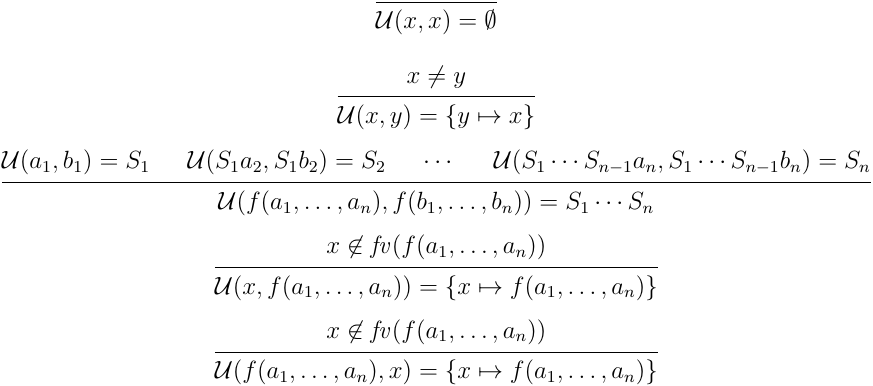 𝒰(x, x) = ∅
x ≠ y
𝒰(x, y) = {y ↦ x}
𝒰(a₁, b₁) = S₁ 𝒰(S₁a₂, S₁b₂) = S₂ ⋯ 𝒰(S₁ ⋯ Sₙ₋₁aₙ, S₁ ⋯ Sₙ₋₁bₙ) = Sₙ
𝒰(f(a₁, …, aₙ), f(b₁, …, bₙ)) = S₁ ⋯ Sₙ
x ∉ fv(f(a₁, …, aₙ))
𝒰(x, f(a₁, …, aₙ)) = {x ↦ f(a₁, …, aₙ)}
x ∉ fv(f(a₁, …, aₙ))
𝒰(f(a₁, …, aₙ), x) = {x ↦ f(a₁, …, aₙ)}